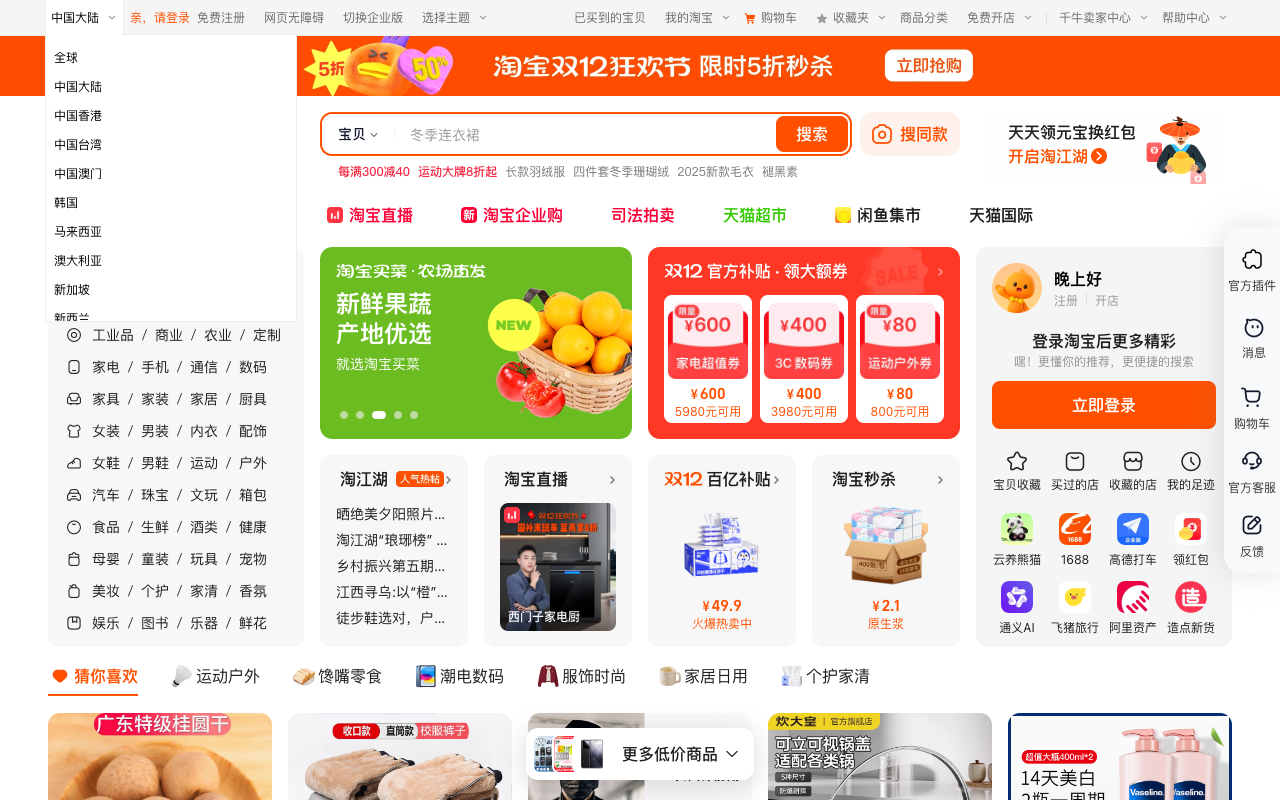 中国大陆
亲，请登录
免费注册
网页无障碍
切换企业版
选择主题
已买到的宝贝
我的淘宝
购物车
收藏夹
商品分类
免费开店
千牛卖家中心
帮助中心
全球
中国大陆
中国香港
中国台湾
中国澳门
韩国
马来西亚
澳大利亚
新加坡
新西兰
5折
50%
淘宝双12狂欢节 限时5折秒杀
立即抢购
宝贝
冬季连衣裙
搜索
搜同款
天天领元宝换红包
开启淘江湖
每满300减40 运动大牌8折起 长款羽绒服 四件套冬季珊瑚绒 2025新款毛衣 褪黑素
淘宝直播
新 淘宝企业购
司法拍卖
天猫超市
闲鱼集市
天猫国际
工业品 / 商业 / 农业 / 定制
家电 / 手机 / 通信 / 数码
家具 / 家装 / 家居 / 厨具
女装 / 男装 / 内衣 / 配饰
女鞋 / 男鞋 / 运动 / 户外
汽车 / 珠宝 / 文玩 / 箱包
食品 / 生鲜 / 酒类 / 健康
母婴 / 童装 / 玩具 / 宠物
美妆 / 个护 / 家清 / 香氛
娱乐 / 图书 / 乐器 / 鲜花
淘宝买菜·农场直发
新鲜果蔬
产地优选
就选淘宝买菜
NEW
双12 官方补贴·领大额券
SALE
限量
¥600
家电超值券
¥600
5980元可用
¥400
3C 数码券
¥400
3980元可用
限量
¥80
运动户外券
¥80
800元可用
淘江湖 人气热帖
晒绝美夕阳照片...
淘江湖“琅琊榜” ...
乡村振兴第五期...
江西寻乌:以“橙”...
徒步鞋选对，户...
淘宝直播
双12狂欢节
西门子家电厨
双12 百亿补贴
¥49.9
火爆热卖中
淘宝秒杀
400张/包
¥2.1
原生浆
晚上好
注册
开店
登录淘宝后更多精彩
嘿！更懂你的推荐，更便捷的搜索
立即登录
宝贝收藏
买过的店
收藏的店
我的足迹
云养熊猫
1688
1688
企业版
高德打车
领红包
通义AI
飞猪旅行
阿里资产
造
造点新货
官方插件
消息
购物车
官方客服
反馈
猜你喜欢
运动户外
馋嘴零食
潮电数码
服饰时尚
家居日用
个护家清
广东特级桂圆干
收口款
直筒款
校服裤子
更多低价商品
炊大皇 | 官方旗舰店
可立可视锅盖
适配各类锅
5种尺寸
防爆耐摔
超值大瓶400ml*2
14天美白
2瓶一周期
Vaseline.
Vaseline.